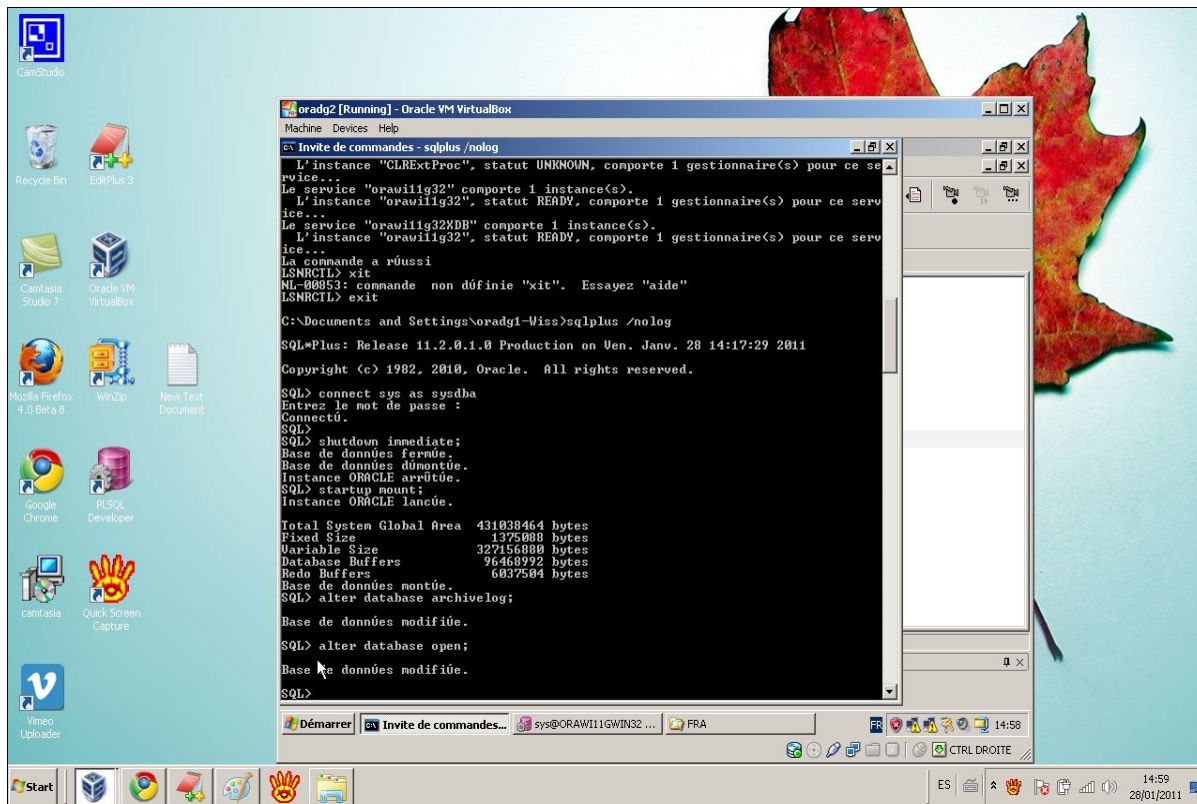 CamStudio
Recycle Bin
EditPlus 3
Camtasia
Studio 7
Oracle VM
VirtualBox
Mozilla Firefox
4.0 Beta 8
WinZip
New Text
Document
Google
Chrome
PLSQL
Developer
camtasia
Quick Screen
Capture
Vimeo
Uploader
oradg2 [Running] - Oracle VM VirtualBox
Machine Devices Help
Invite de commandes - sqlplus /nolog
L'instance "CLRExtProc", statut UNKNOWN, comporte 1 gestionnaire(s) pour ce se
rvice...
Le service "orawi11g32" comporte 1 instance(s).
L'instance "orawi11g32", statut READY, comporte 1 gestionnaire(s) pour ce serv
ice...
Le service "orawi11g32XDB" comporte 1 instance(s).
L'instance "orawi11g32", statut READY, comporte 1 gestionnaire(s) pour ce serv
ice...
La commande a rÚussi
LSNRCTL> xit
NL-00853: commande  non dÚfinie "xit".  Essayez "aide"
LSNRCTL> exit
C:\Documents and Settings\oradg1-Wiss>sqlplus /nolog
SQL*Plus: Release 11.2.0.1.0 Production on Ven. Janv. 28 14:17:29 2011
Copyright (c) 1982, 2010, Oracle.  All rights reserved.
SQL> connect sys as sysdba
Entrez le mot de passe :
ConnectÚ.
SQL>
SQL> shutdown immediate;
Base de donnÚes fermÚe.
Base de donnÚes dÚmontÚe.
Instance ORACLE arrÛtÚe.
SQL> startup mount;
Instance ORACLE lancÚe.
Total System Global Area  431038464 bytes
Fixed Size                  1375088 bytes
Variable Size             327156880 bytes
Database Buffers           96468992 bytes
Redo Buffers                6037504 bytes
Base de donnÚes montÚe.
SQL> alter database archivelog;
Base de donnÚes modifiÚe.
SQL> alter database open;
Base de donnÚes modifiÚe.
SQL>
Démarrer
Invite de commandes...
sys@ORAWI11GWIN32 ...
FRA
FR
14:58
CTRL DROITE
Start
ES
14:59
28/01/2011